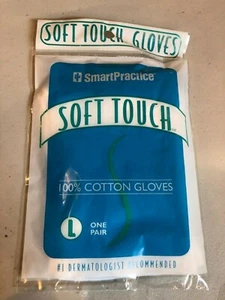 SOFT TOUCH GLOVES
SmartPractice
SOFT TOUCH
100% COTTON GLOVES
L
ONE
PAIR
#1 DERMATOLOGIST RECOMMENDED